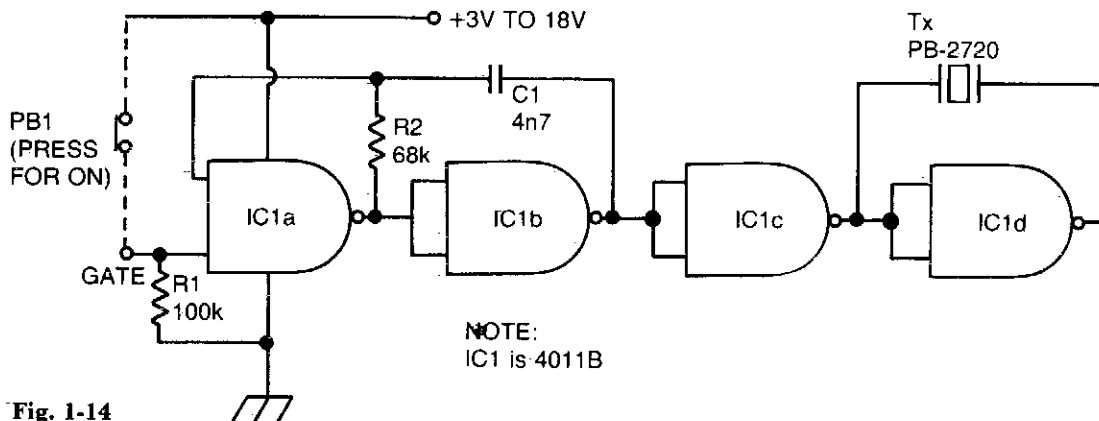 +3V TO 18V
Tx
PB-2720
PB1
(PRESS
FOR ON)
C1
4n7
R2
68k
IC1a
IC1b
IC1c
IC1d
GATE
R1
100k
NOTE:
IC1 is 4011B
Fig. 1-14